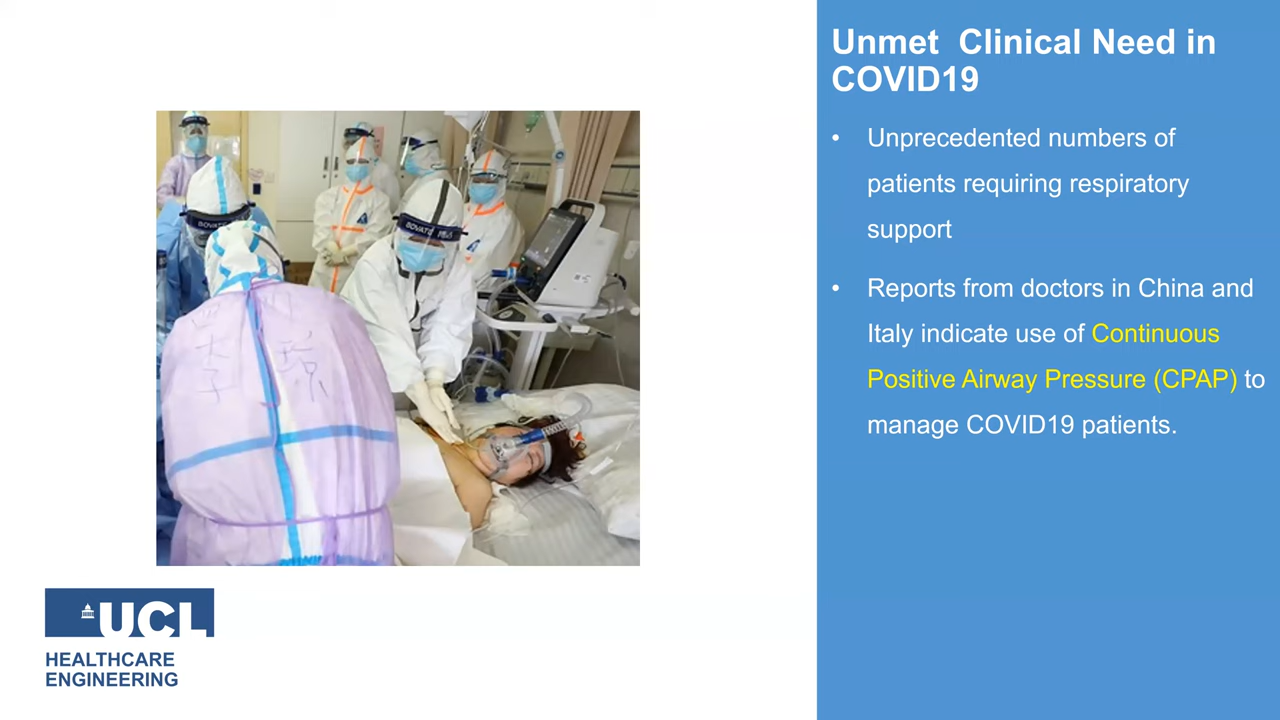 Unmet  Clinical Need in
COVID19
• Unprecedented numbers of
patients requiring respiratory
support
• Reports from doctors in China and
Italy indicate use of Continuous
Positive Airway Pressure (CPAP) to
manage COVID19 patients.
UCL
HEALTHCARE
ENGINEERING